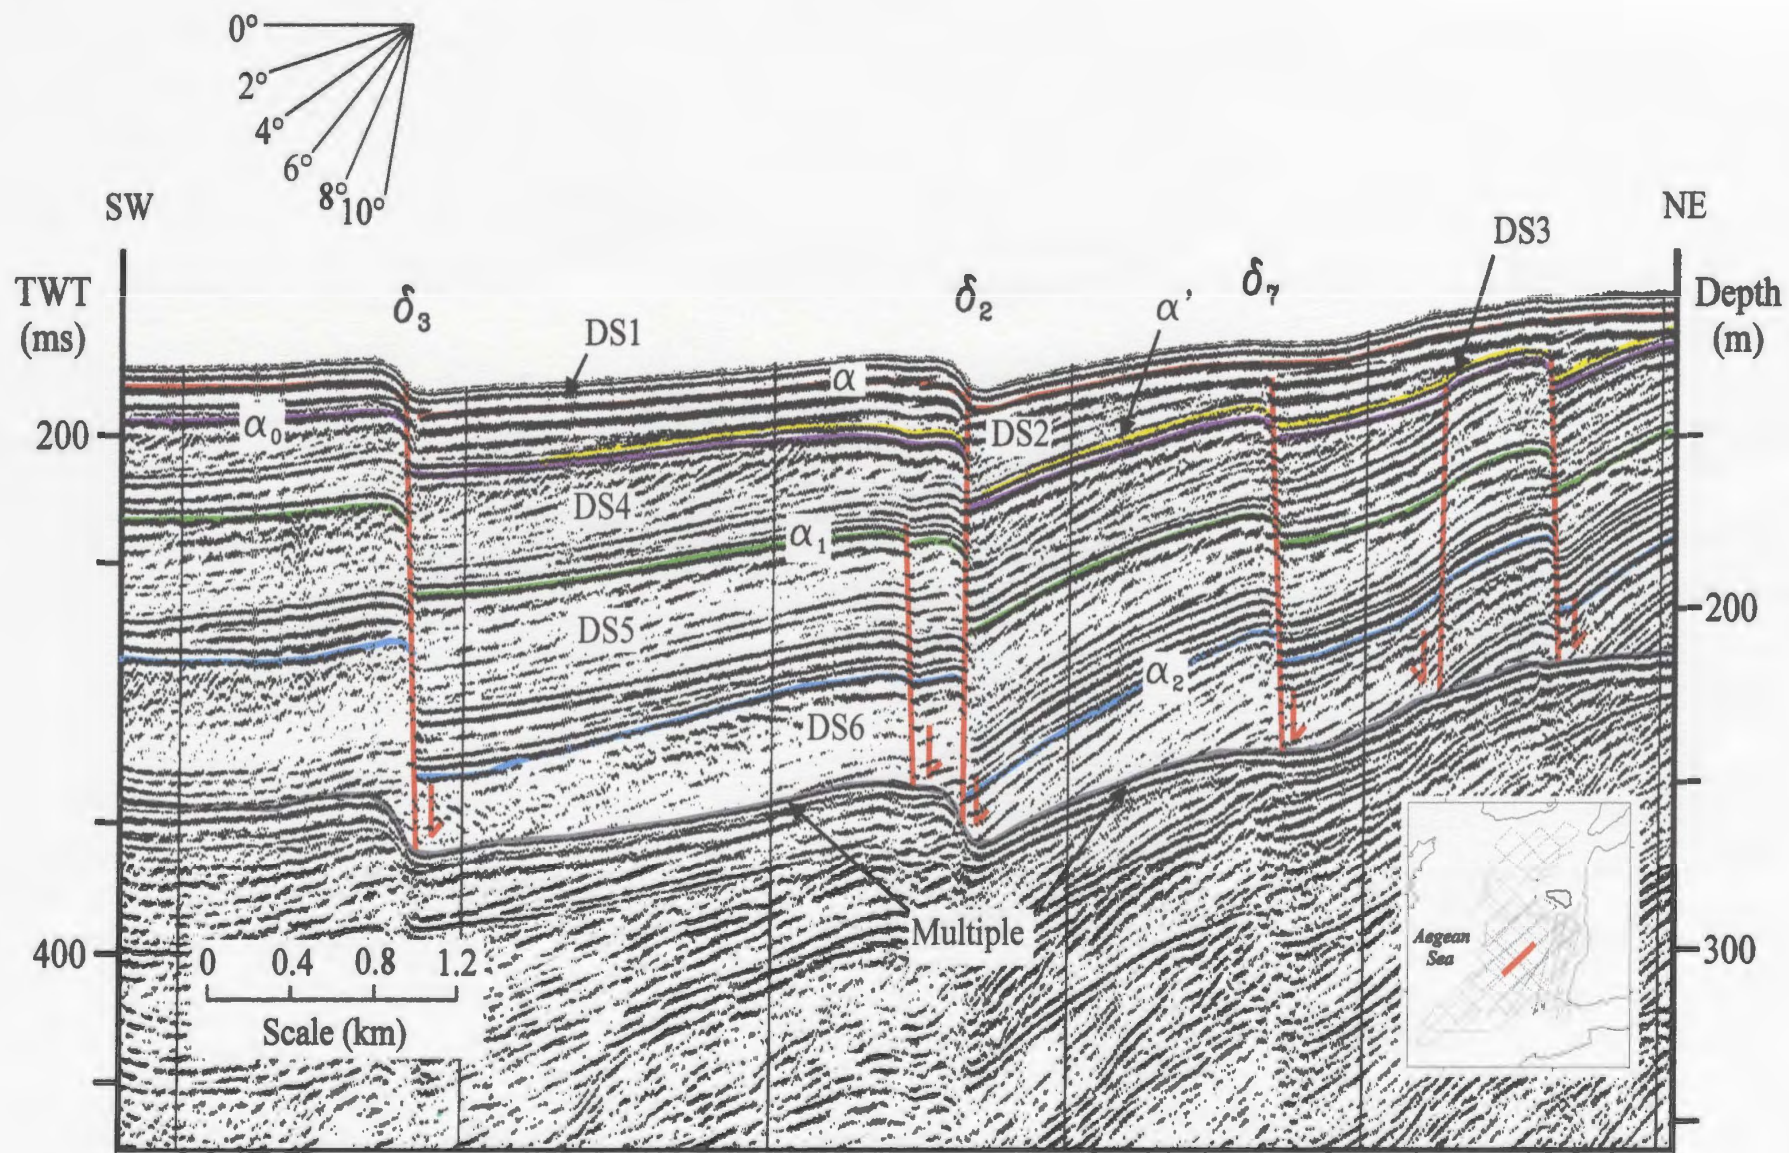 0°
2°
4°
6°
8°
10°
SW
NE
TWT
(ms)
Depth
(m)
δ3
DS1
δ2
α'
δ7
DS3
α
α0
DS2
200
DS4
α1
200
DS5
α2
DS6
Multiple
400
300
0 0.4 0.8 1.2
Scale (km)
Aegean
Sea